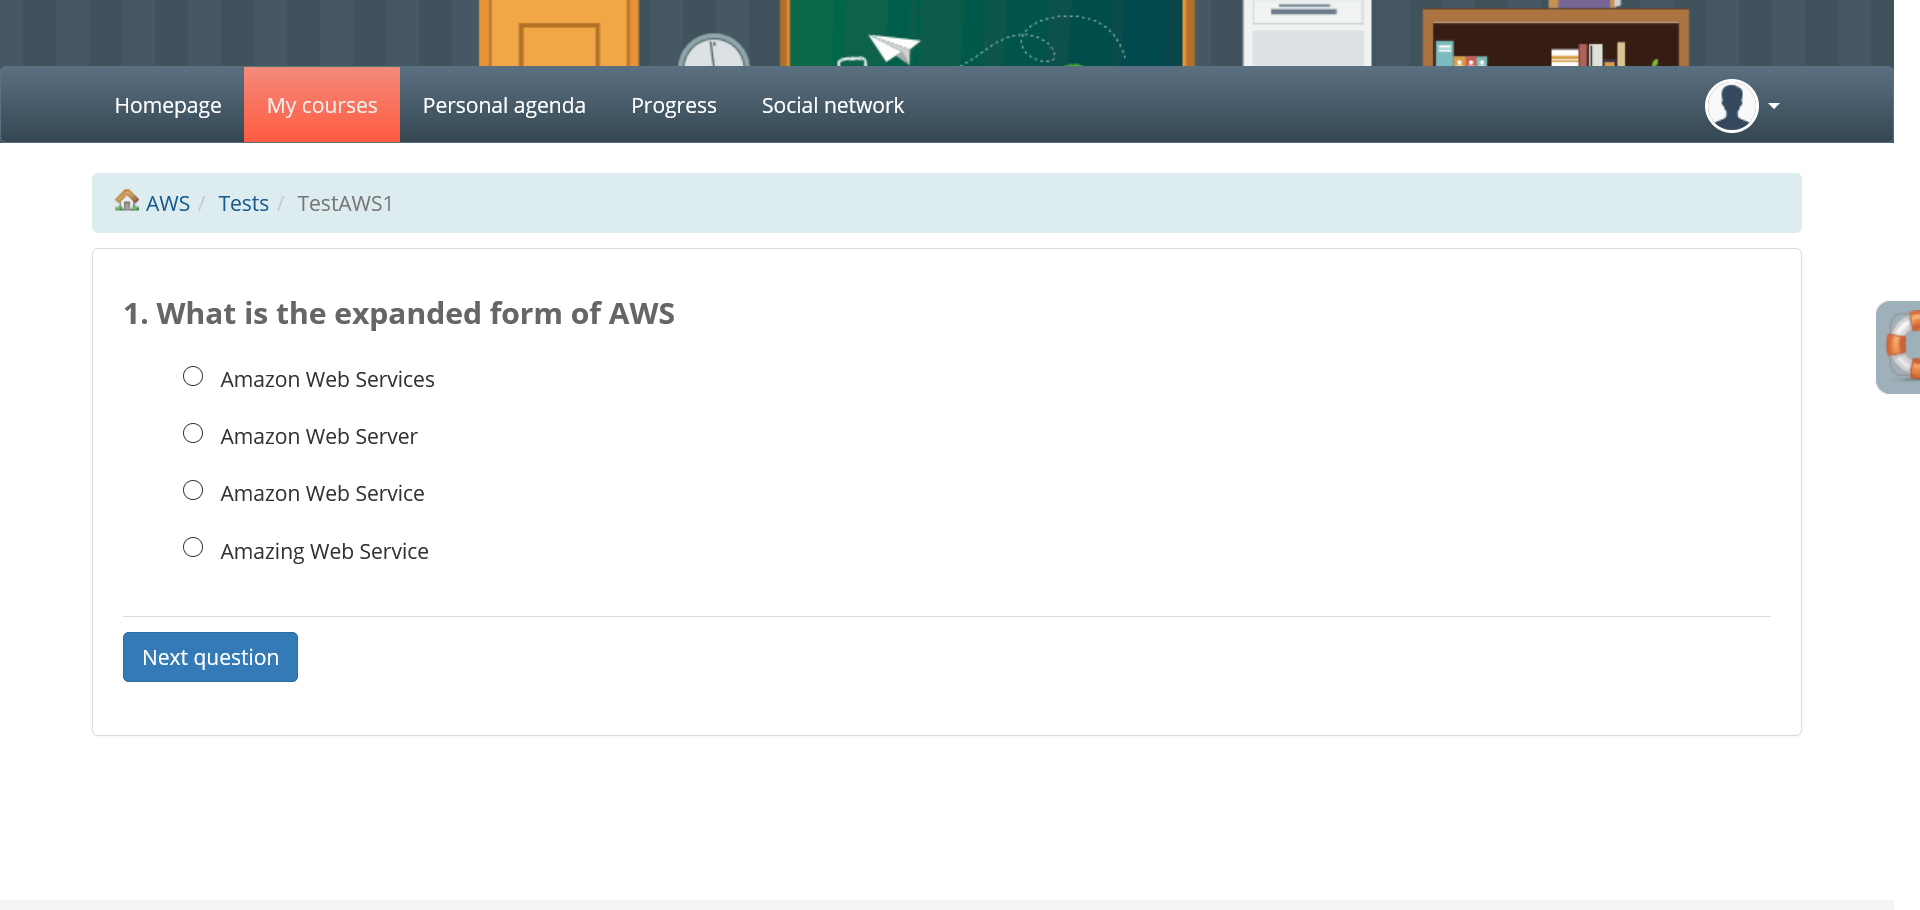 Homepage My courses Personal agenda Progress Social network
AWS / Tests / TestAWS1
1. What is the expanded form of AWS
Amazon Web Services
Amazon Web Server
Amazon Web Service
Amazing Web Service
Next question